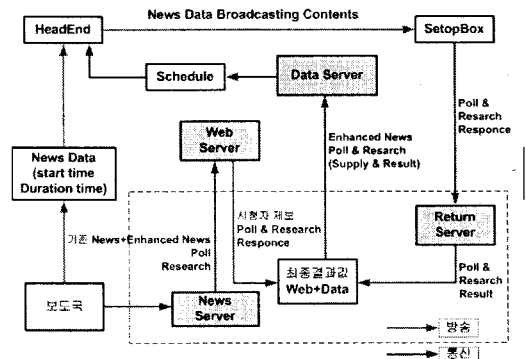 News Data Broadcasting Contents
HeadEnd
SetopBox
Schedule
Data Server
Poll &
Resarch
Responce
Web
Server
Enhanced News
Poll & Resarch
(Supply & Result)
News Data
(start time
Duration time)
시청자 제보
Poll & Research
Responce
Return
Server
기존 News+Enhanced News
Poll
Research
최종결과값
Web+Data
Poll &
Resarch
Result
보도국
News
Server
방송
통신